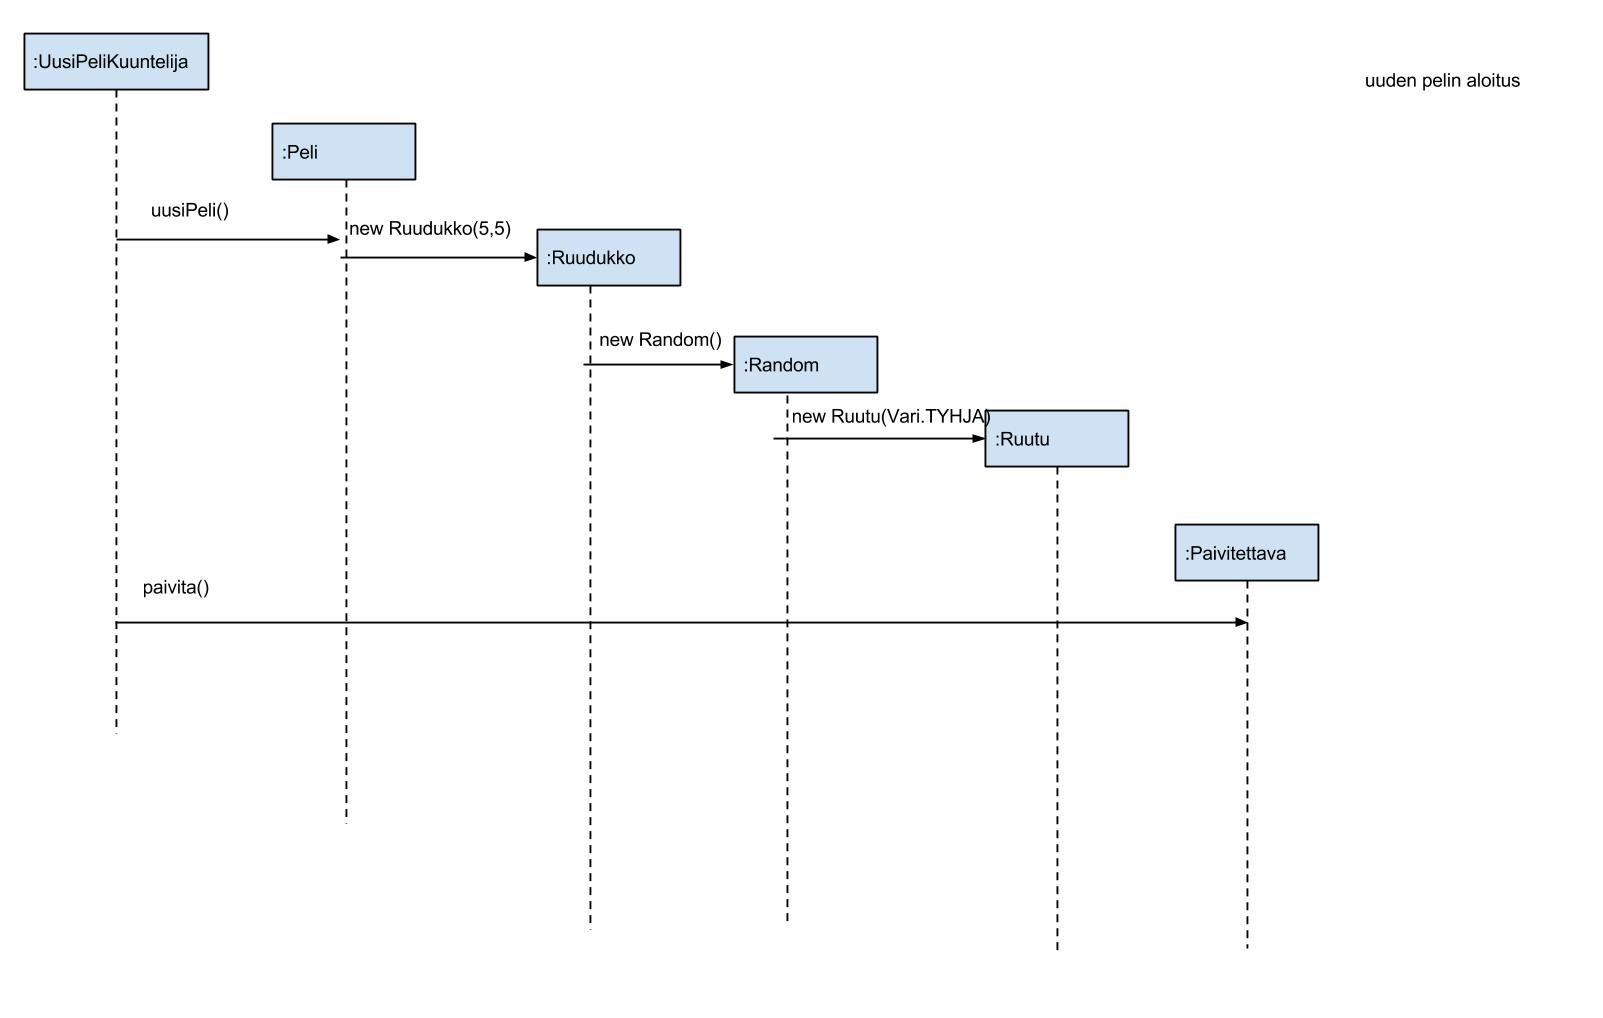 :UusiPeliKuuntelija
uuden pelin aloitus
:Peli
uusiPeli()
new Ruudukko(5,5)
:Ruudukko
new Random()
:Random
new Ruutu(Vari.TYHJA)
:Ruutu
:Paivitettava
paivita()